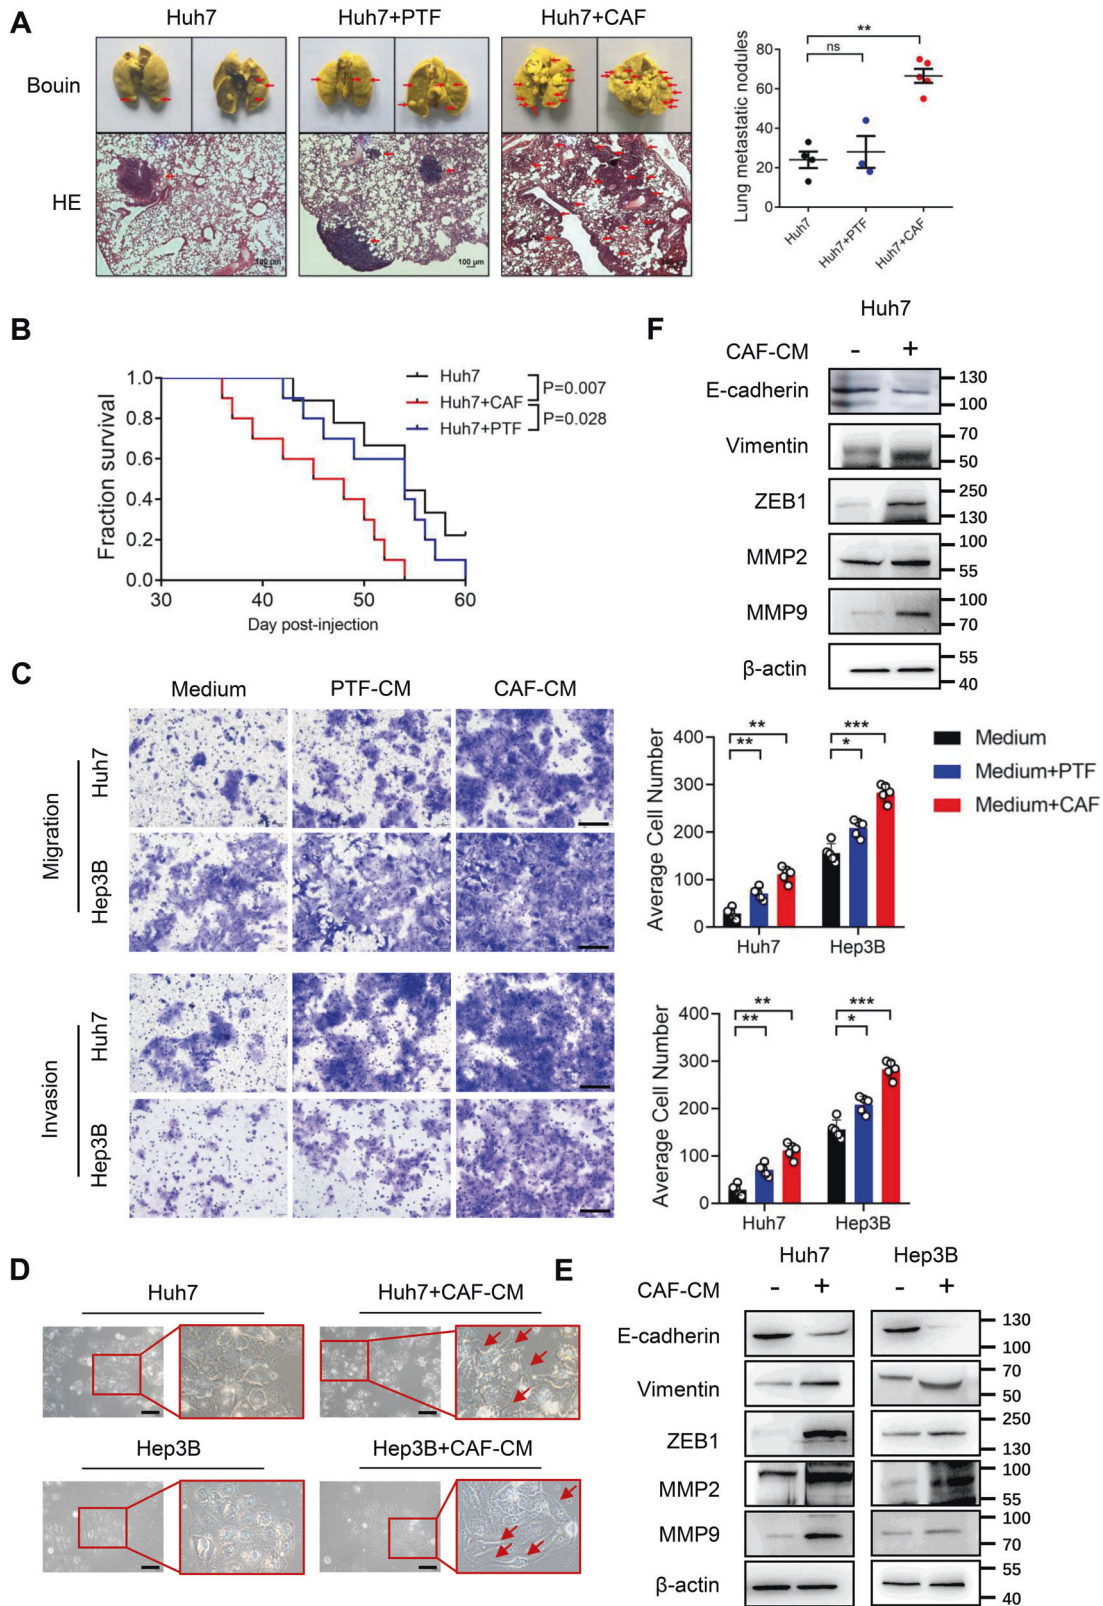 A
Huh7
Huh7+PTF
Huh7+CAF
Bouin
HE
100 μm
100 μm
100 μm
**
ns
80
60
40
20
0
Lung metastatic nodules
Huh7
Huh7+PTF
Huh7+CAF
B
Fraction survival
1.0
0.8
0.6
0.4
0.2
0.0
30
40
50
60
Day post-injection
Huh7
Huh7+CAF
Huh7+PTF
P=0.007
P=0.028
F
Huh7
CAF-CM
-
+
E-cadherin
130
100
Vimentin
70
50
ZEB1
250
130
MMP2
100
55
MMP9
100
70
β-actin
55
40
C
Medium
PTF-CM
CAF-CM
Migration
Huh7
Hep3B
Invasion
Huh7
Hep3B
Average Cell Number
400
300
200
100
0
**
**
***
*
Huh7
Hep3B
Medium
Medium+PTF
Medium+CAF
Average Cell Number
400
300
200
100
0
**
**
***
*
Huh7
Hep3B
D
Huh7
Huh7+CAF-CM
Hep3B
Hep3B+CAF-CM
E
Huh7
Hep3B
CAF-CM
-
+
-
+
E-cadherin
130
100
Vimentin
70
50
ZEB1
250
130
MMP2
100
55
MMP9
100
70
β-actin
55
40